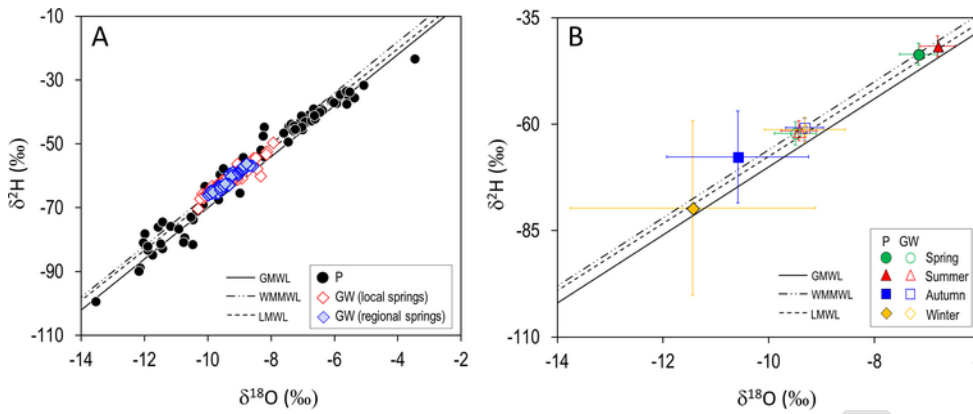 A
-10
-30
-50
-70
-90
-110
δ²H (‰)
-14 -12 -10 -8 -6 -4 -2
δ¹⁸O (‰)
GMWL
WMMWL
LMWL
P
GW (local springs)
GW (regional springs)
B
-35
-60
-85
-110
δ²H (‰)
-14 -12 -10 -8
δ¹⁸O (‰)
GMWL
WMMWL
LMWL
P GW
Spring
Summer
Autumn
Winter